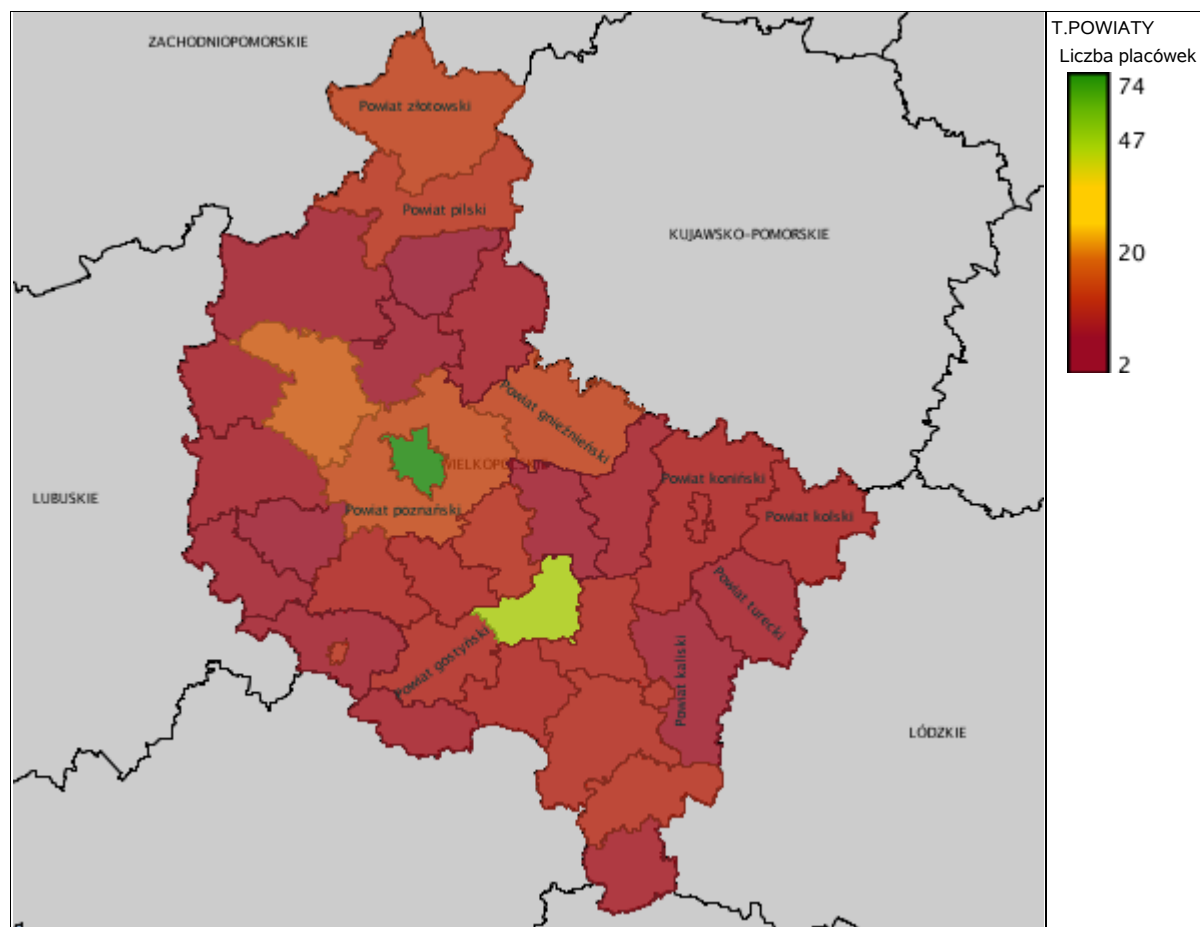 T.POWIATY
Liczba placówek
74
47
20
2
ZACHODNIOPOMORSKIE
Powiat złotowski
Powiat pilski
KUJAWSKO-POMORSKIE
Powiat gnieźnieński
WIELKOPOLSKIE
Powiat koniński
LUBUSKIE
Powiat poznański
Powiat kolski
Powiat turecki
Powiat gostyński
Powiat kaliski
LÓDZKIE